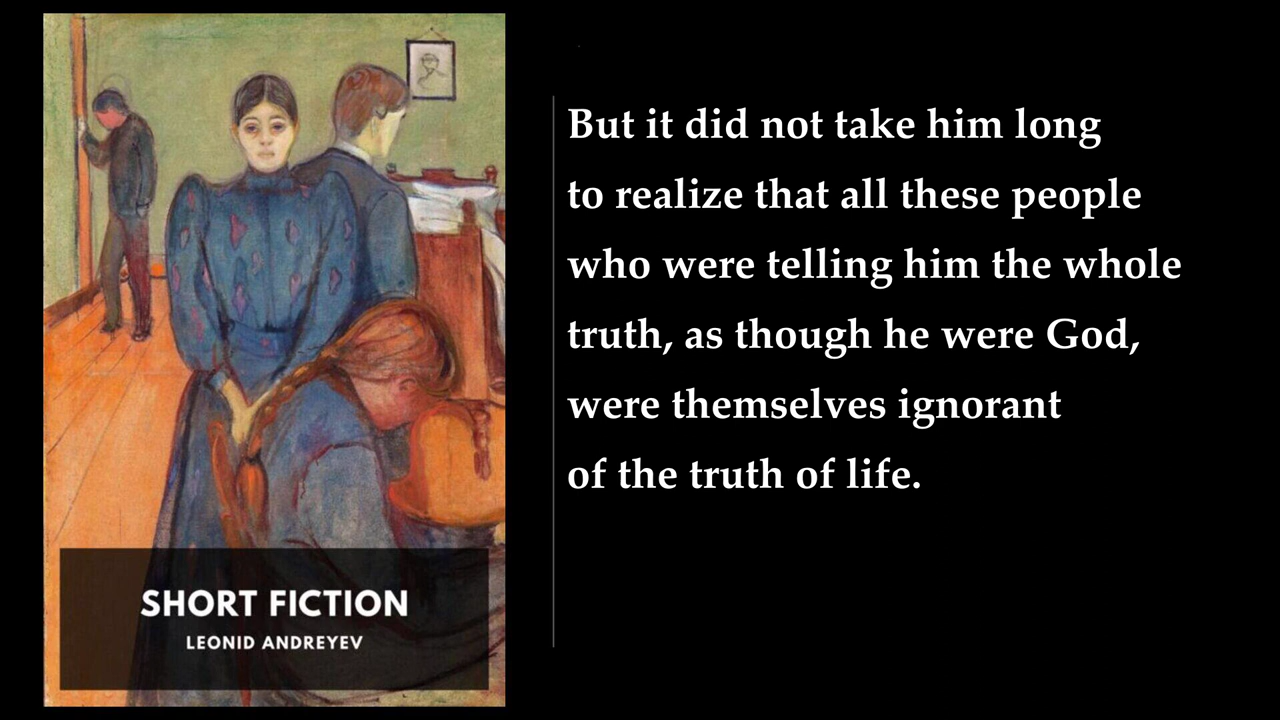 SHORT FICTION
LEONID ANDREYEV
But it did not take him long
to realize that all these people
who were telling him the whole
truth, as though he were God,
were themselves ignorant
of the truth of life.